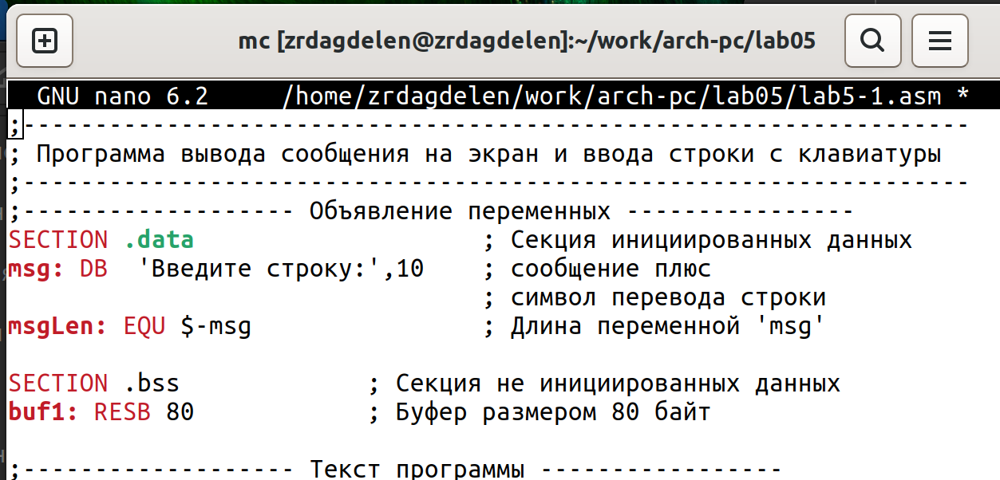 mc [zrdagdelen@zrdagdelen]:~/work/arch-pc/lab05
GNU nano 6.2 /home/zrdagdelen/work/arch-pc/lab05/lab5-1.asm *
;------------------------------------------------------------------
; Программа вывода сообщения на экран и ввода строки с клавиатуры
;------------------------------------------------------------------
;------------------- Объявление переменных ----------------
SECTION .data ; Секция инициированных данных
msg: DB 'Введите строку:',10 ; сообщение плюс
; символ перевода строки
msgLen: EQU $-msg ; Длина переменной 'msg'
SECTION .bss ; Секция не инициированных данных
buf1: RESB 80 ; Буфер размером 80 байт
;------------------- Текст программы -----------------